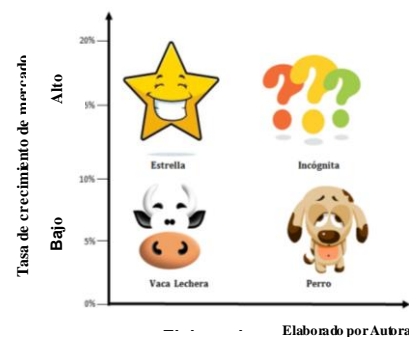 Tasa de crecimiento de mercado
Alto
Bajo
20%
5%
10%
5%
0%
Estrella
Incógnita
Vaca Lechera
Perro
Elaborado por Autora